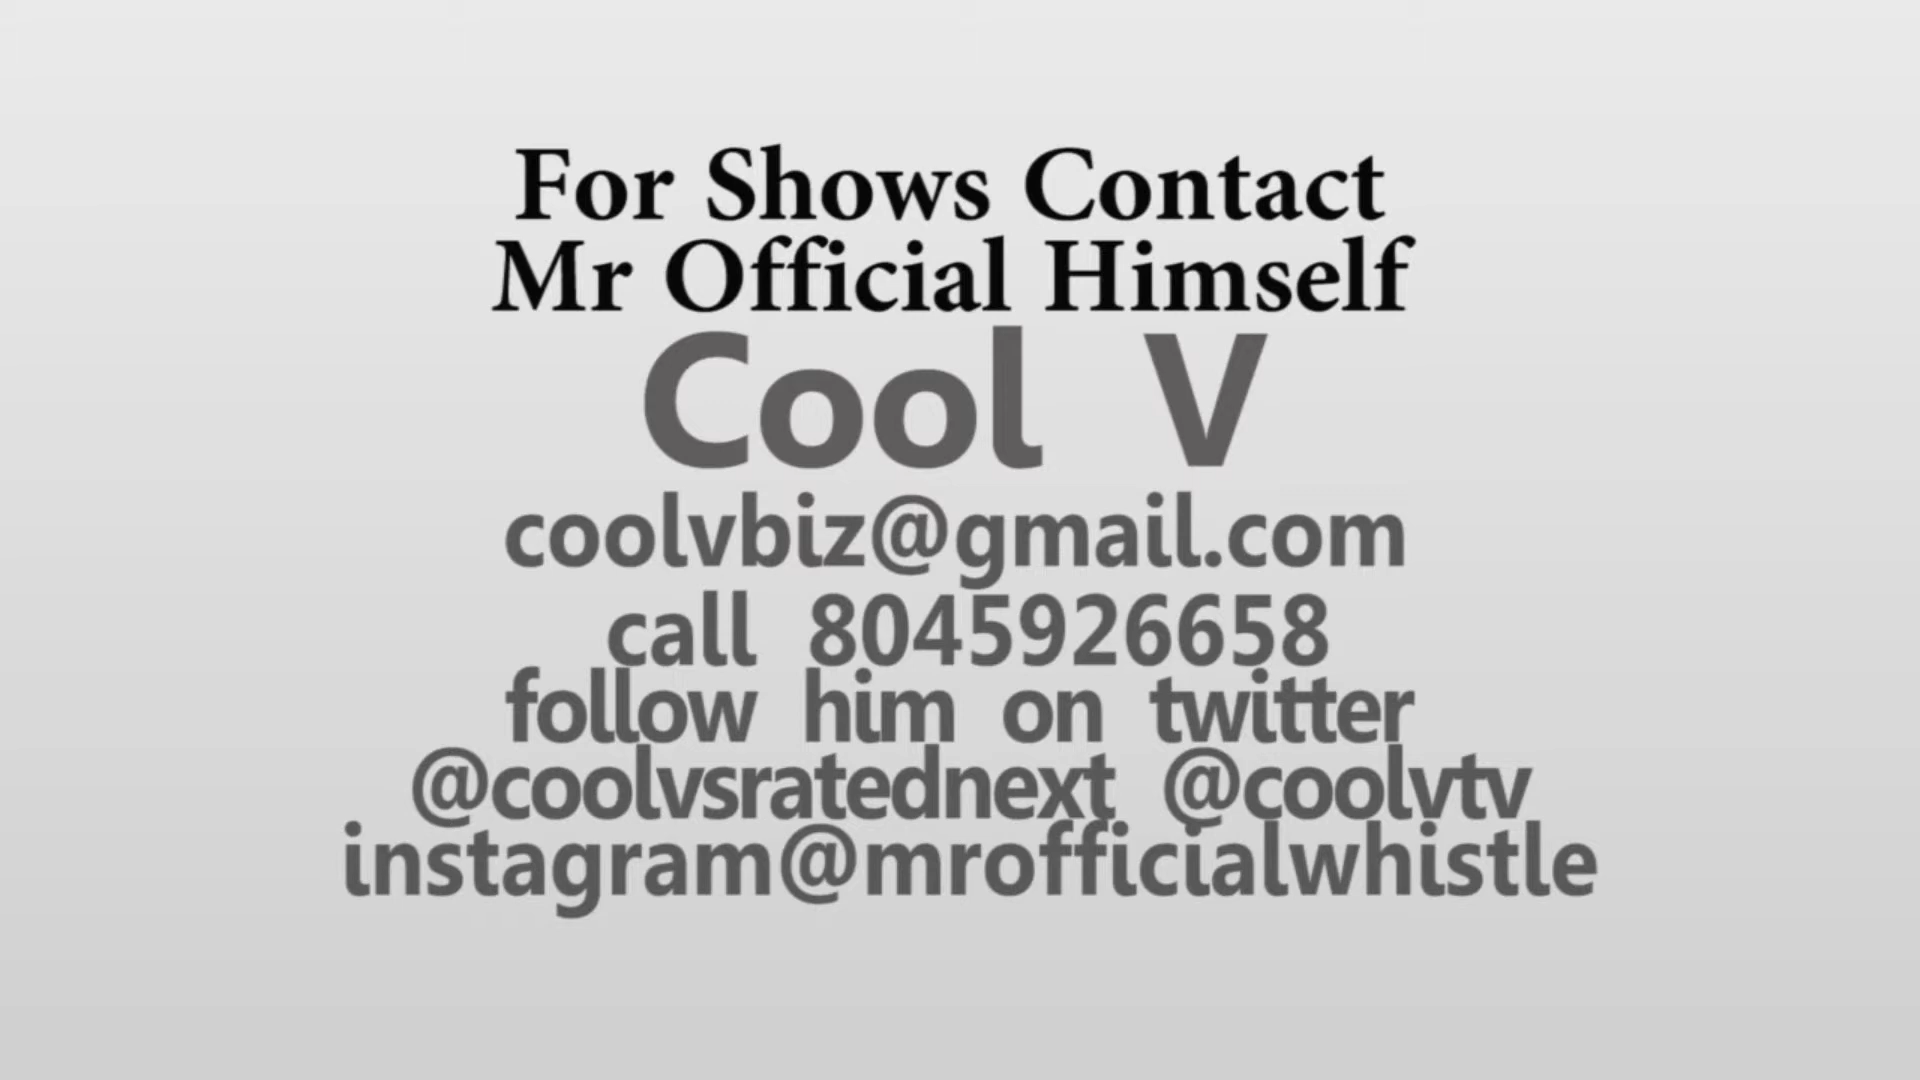 For Shows Contact
Mr Official Himself
Cool V
coolvbiz@gmail.com
call 8045926658
follow him on twitter
@coolvsratednext @coolvtv
instagram@mrofficialwhistle